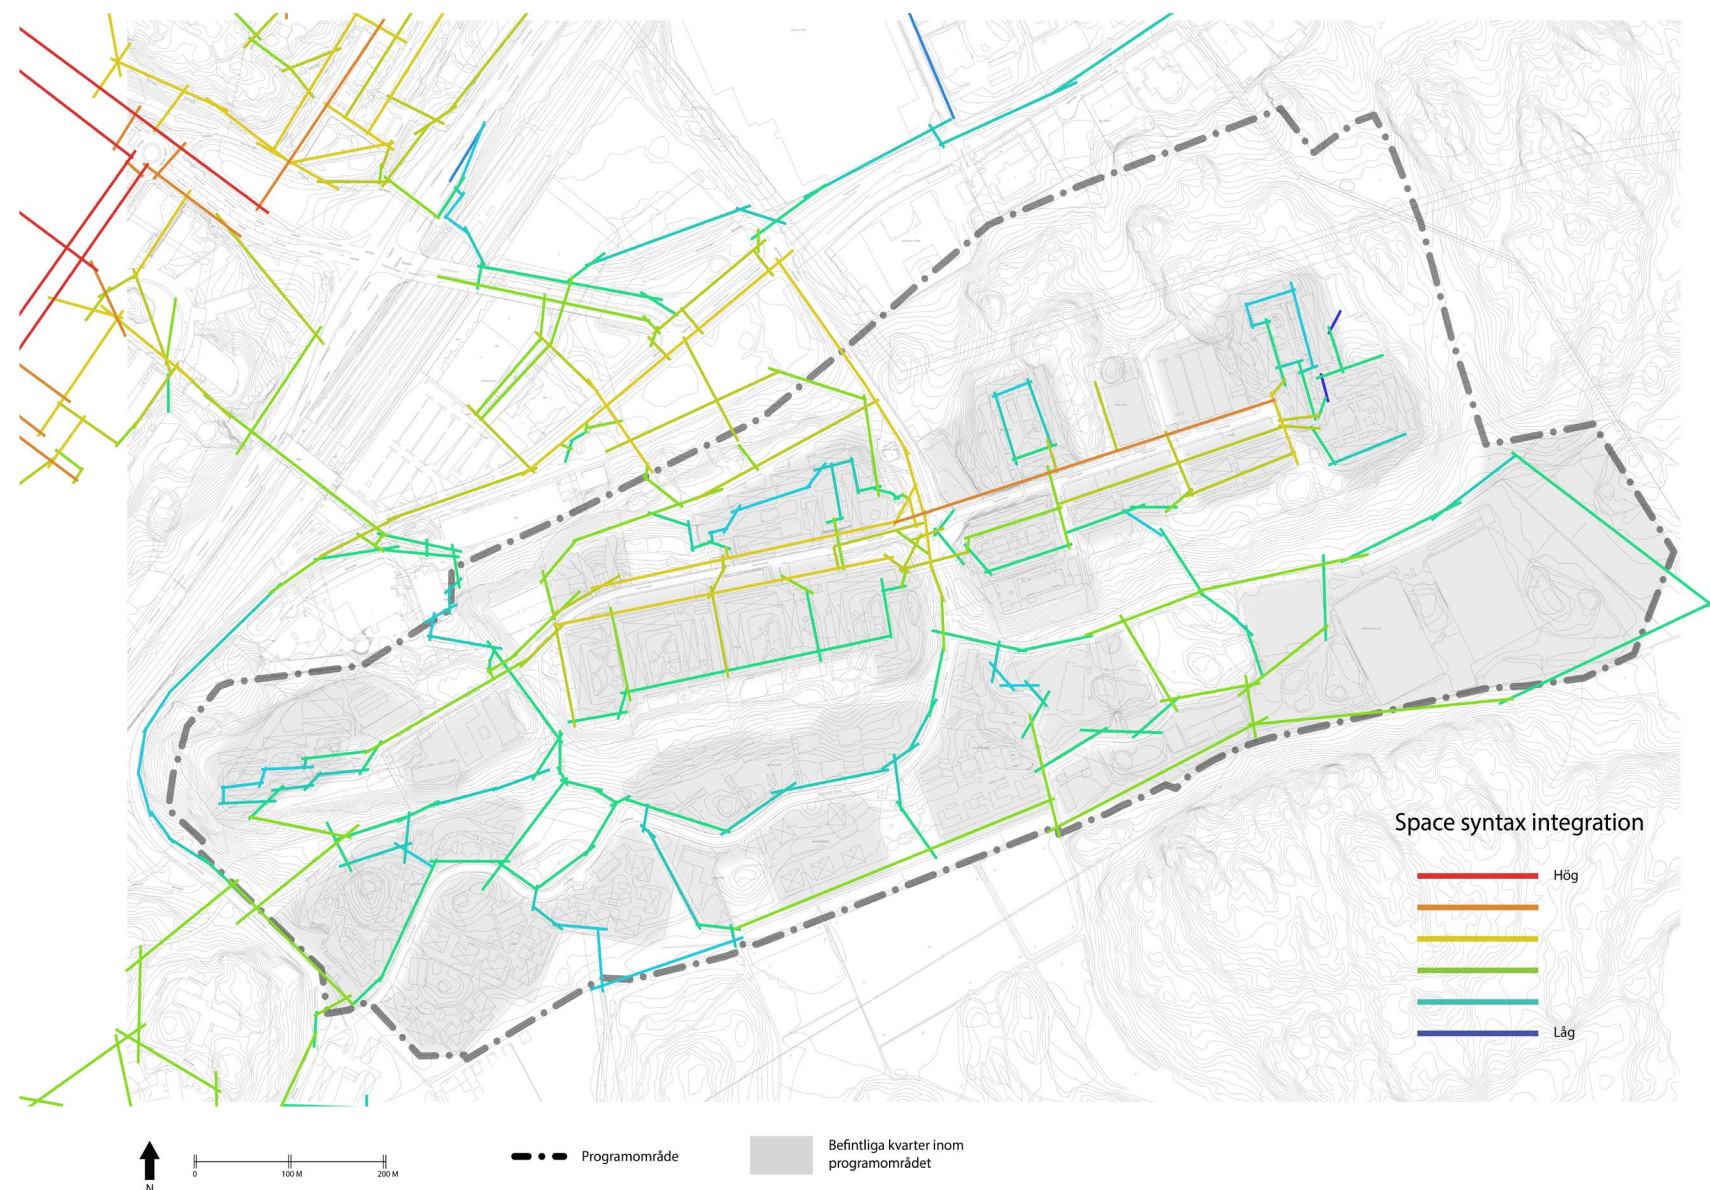 Space syntax integration
Hög
Låg
N
0
100 M
200 M
Programområde
Befintliga kvarter inom
programområdet